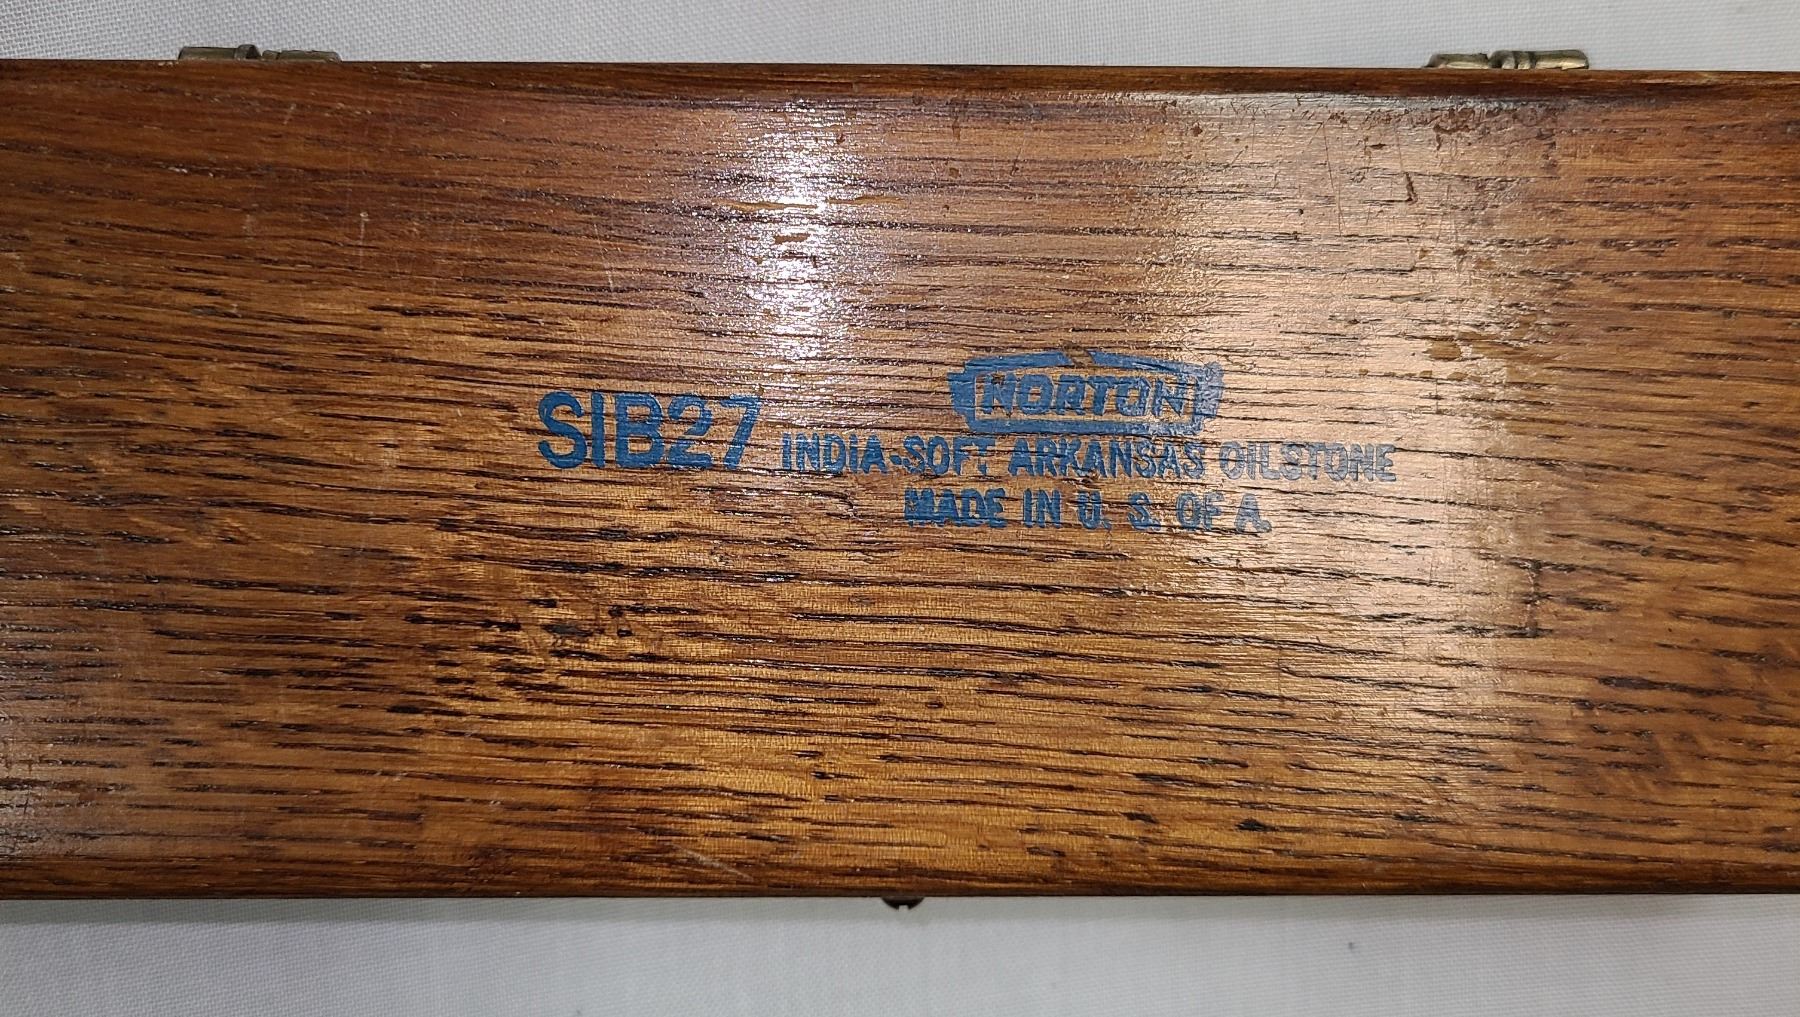 NORTON
SIB27 INDIA-SOFT ARKANSAS OILSTONE
MADE IN U. S. OF A.